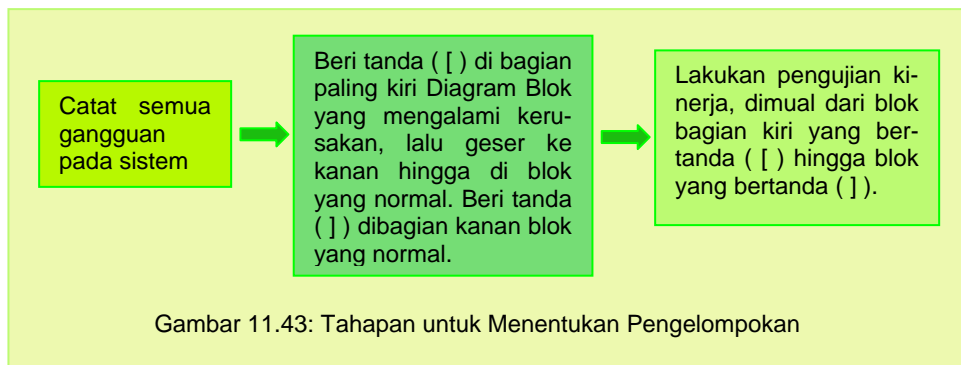 Catat semua
gangguan
pada sistem
Beri tanda ( [ ) di bagian
paling kiri Diagram Blok
yang mengalami keru-
sakan, lalu geser ke
kanan hingga di blok
yang normal. Beri tanda
( ] ) dibagian kanan blok
yang normal.
Lakukan pengujian ki-
nerja, dimual dari blok
bagian kiri yang ber-
tanda ( [ ) hingga blok
yang bertanda ( ] ).
Gambar 11.43: Tahapan untuk Menentukan Pengelompokan